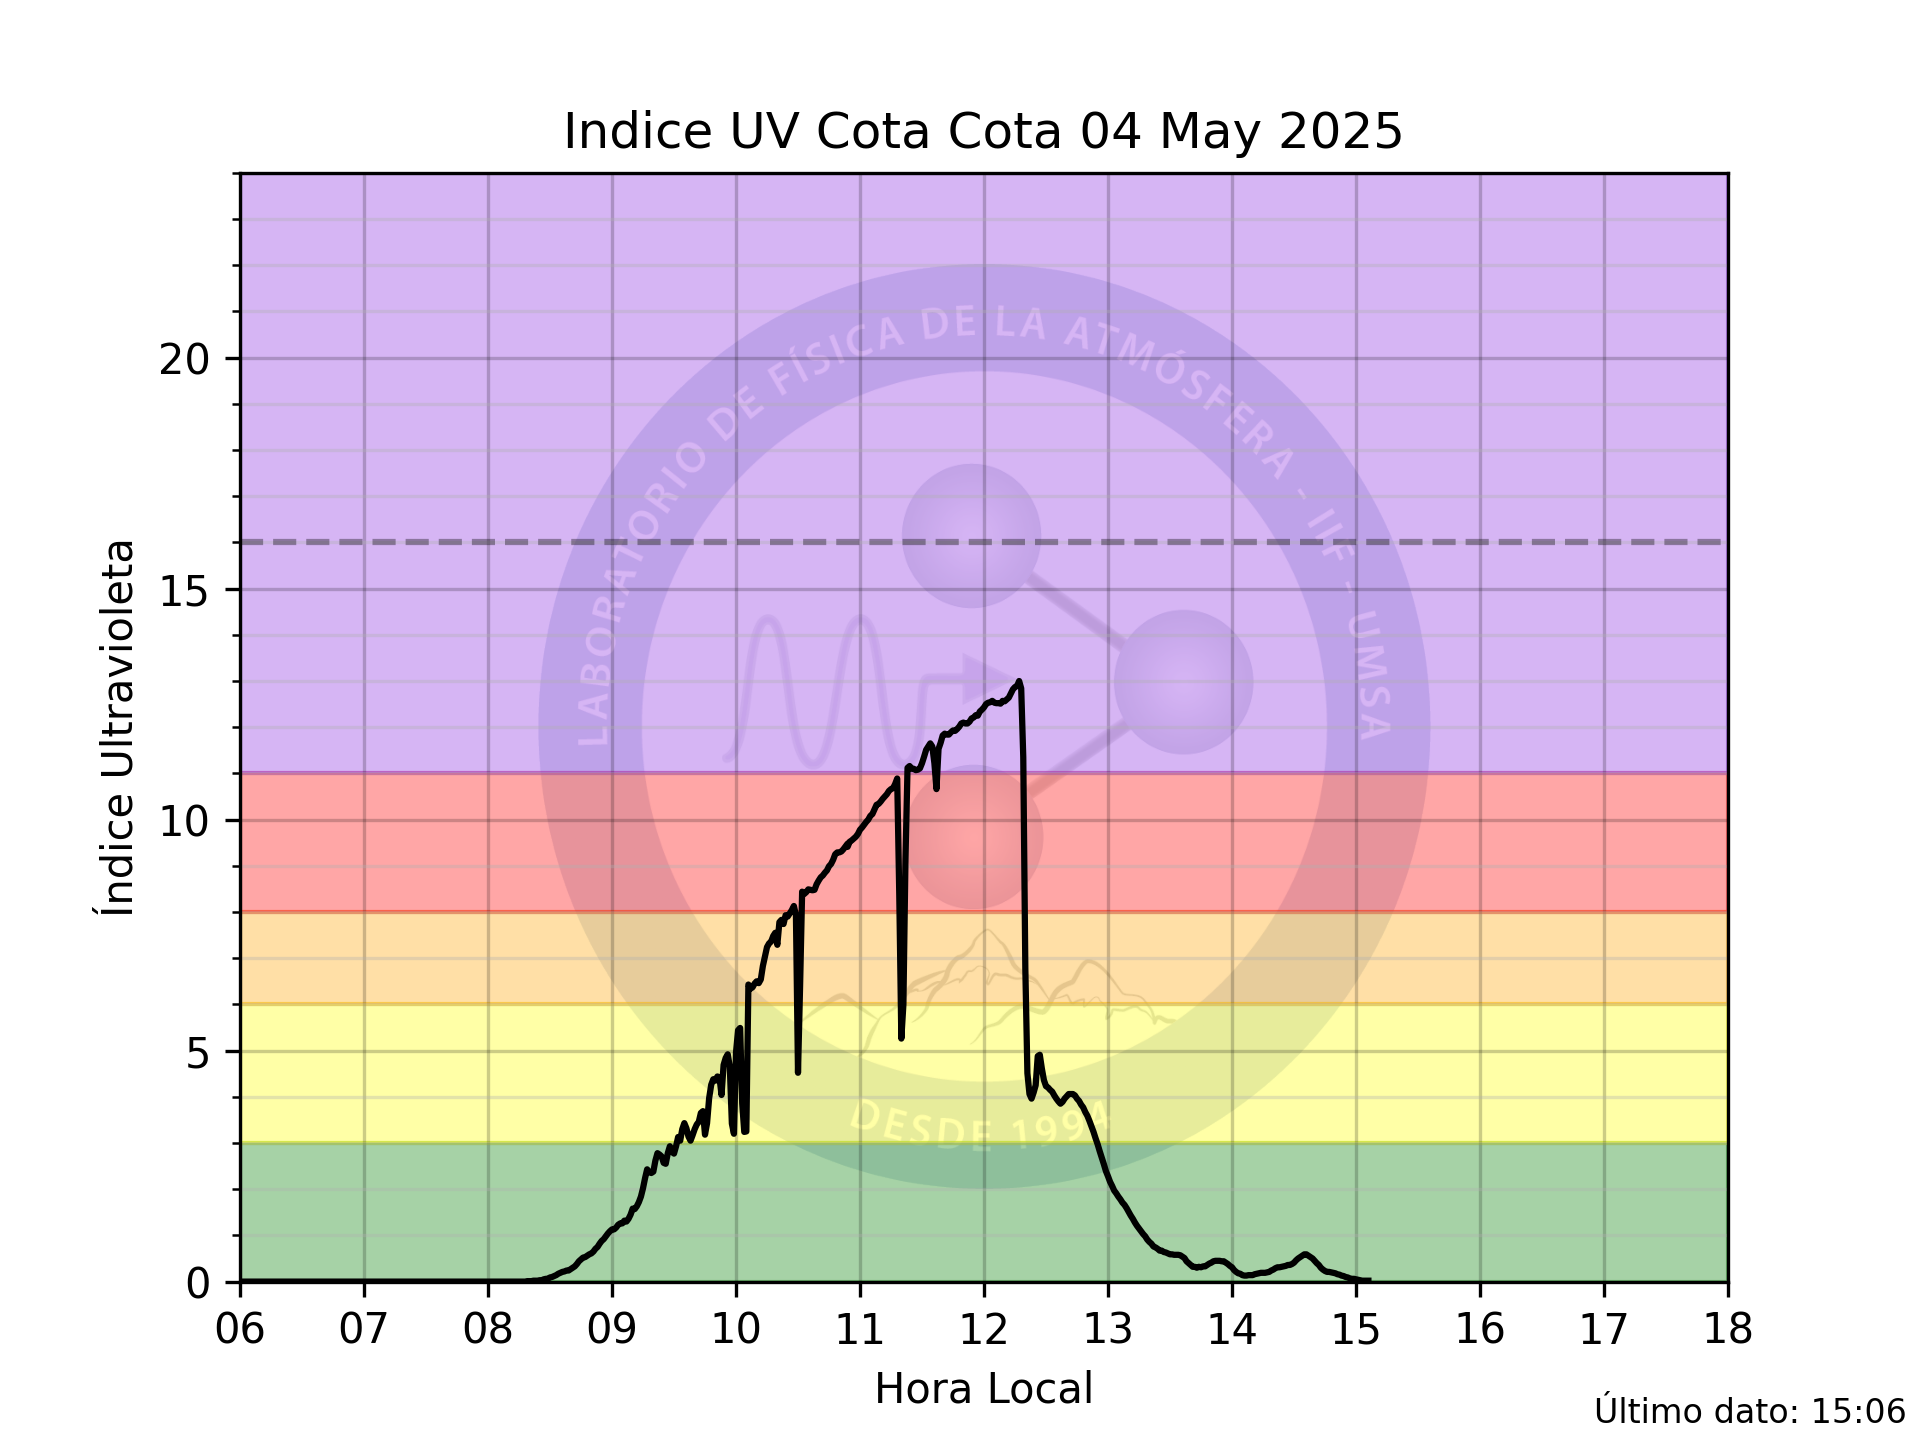 Indice UV Cota Cota 04 May 2025
LABORATORIO DE FÍSICA DE LA ATMÓSFERA - IIF - UMSA
DESDE 1994
Índice Ultravioleta
20
15
10
5
0
06 07 08 09 10 11 12 13 14 15 16 17 18
Hora Local
Último dato: 15:06